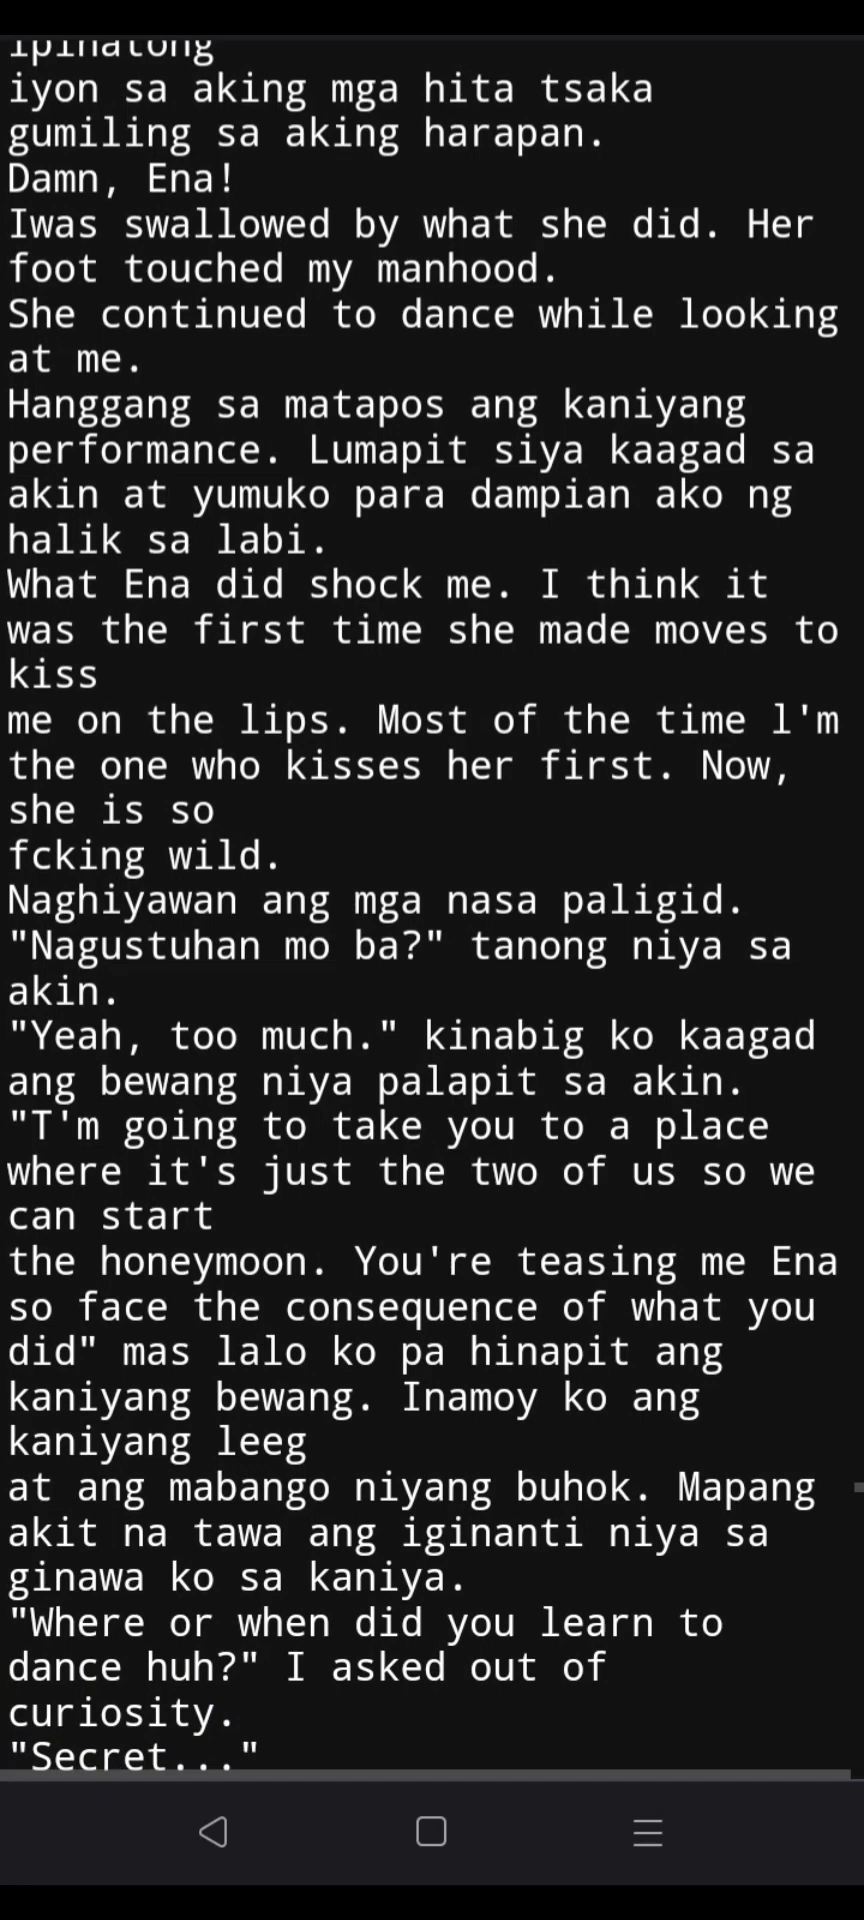 ipinatong
iyon sa aking mga hita tsaka
gumiling sa aking harapan.
Damn, Ena!
Iwas swallowed by what she did. Her
foot touched my manhood.
She continued to dance while looking
at me.
Hanggang sa matapos ang kaniyang
performance. Lumapit siya kaagad sa
akin at yumuko para dampian ako ng
halik sa labi.
What Ena did shock me. I think it
was the first time she made moves to
kiss
me on the lips. Most of the time l'm
the one who kisses her first. Now,
she is so
fcking wild.
Naghiyawan ang mga nasa paligid.
"Nagustuhan mo ba?" tanong niya sa
akin.
"Yeah, too much." kinabig ko kaagad
ang bewang niya palapit sa akin.
"T'm going to take you to a place
where it's just the two of us so we
can start
the honeymoon. You're teasing me Ena
so face the consequence of what you
did" mas lalo ko pa hinapit ang
kaniyang bewang. Inamoy ko ang
kaniyang leeg
at ang mabango niyang buhok. Mapang
akit na tawa ang iginanti niya sa
ginawa ko sa kaniya.
"Where or when did you learn to
dance huh?" I asked out of
curiosity.
"Secret..."